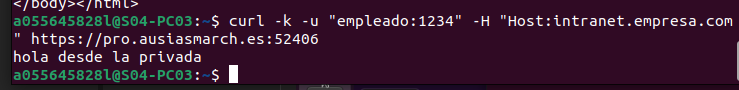 </body></html>
a055645828l@S04-PC03:~$ curl -k -u "empleado:1234" -H "Host:intranet.empresa.com
" https://pro.ausiasmarch.es:52406
hola desde la privada
a055645828l@S04-PC03:~$